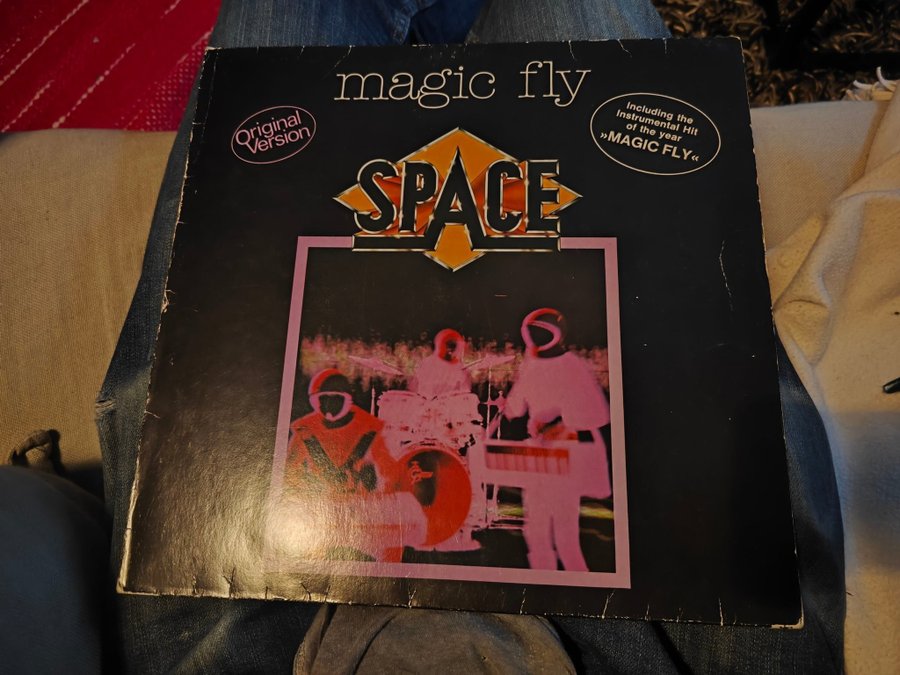 magic fly
Original
Version
Including the
Instrumental Hit
of the year
»MAGIC FLY«
SPACE